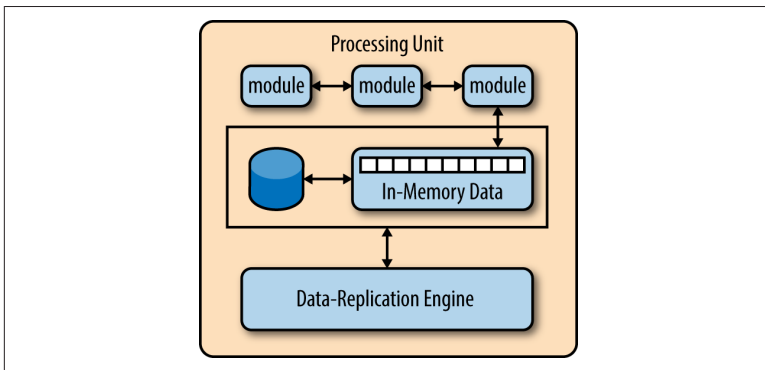 Processing Unit
module
module
module
In-Memory Data
Data-Replication Engine